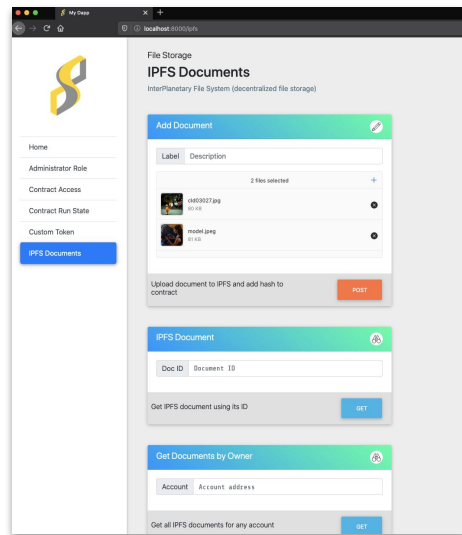 My Dapp
localhost:8000/ipfs
File Storage
IPFS Documents
InterPlanetary File System (decentralized file storage)
Home
Administrator Role
Contract Access
Contract Run State
Custom Token
IPFS Documents
Add Document
Label Description
2 files selected
cld03027.jpg
80 KB
model.jpeg
81 KB
Upload document to IPFS and add hash to
contract
POST
IPFS Document
Doc ID Document ID
Get IPFS document using its ID
GET
Get Documents by Owner
Account Account address
Get all IPFS documents for any account
GET